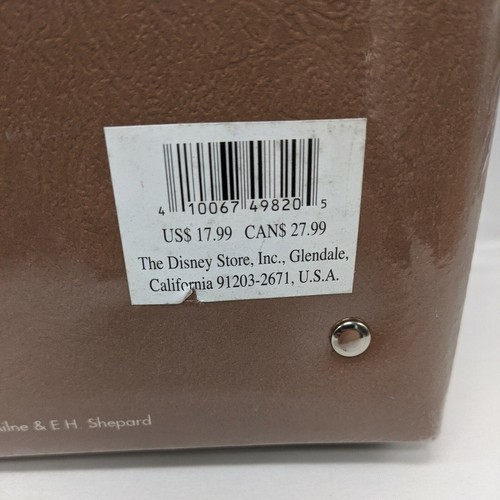 4 10067 49820 5
US$ 17.99 CAN$ 27.99
The Disney Store, Inc., Glendale,
California 91203-2671, U.S.A.
& E.H. Shepard